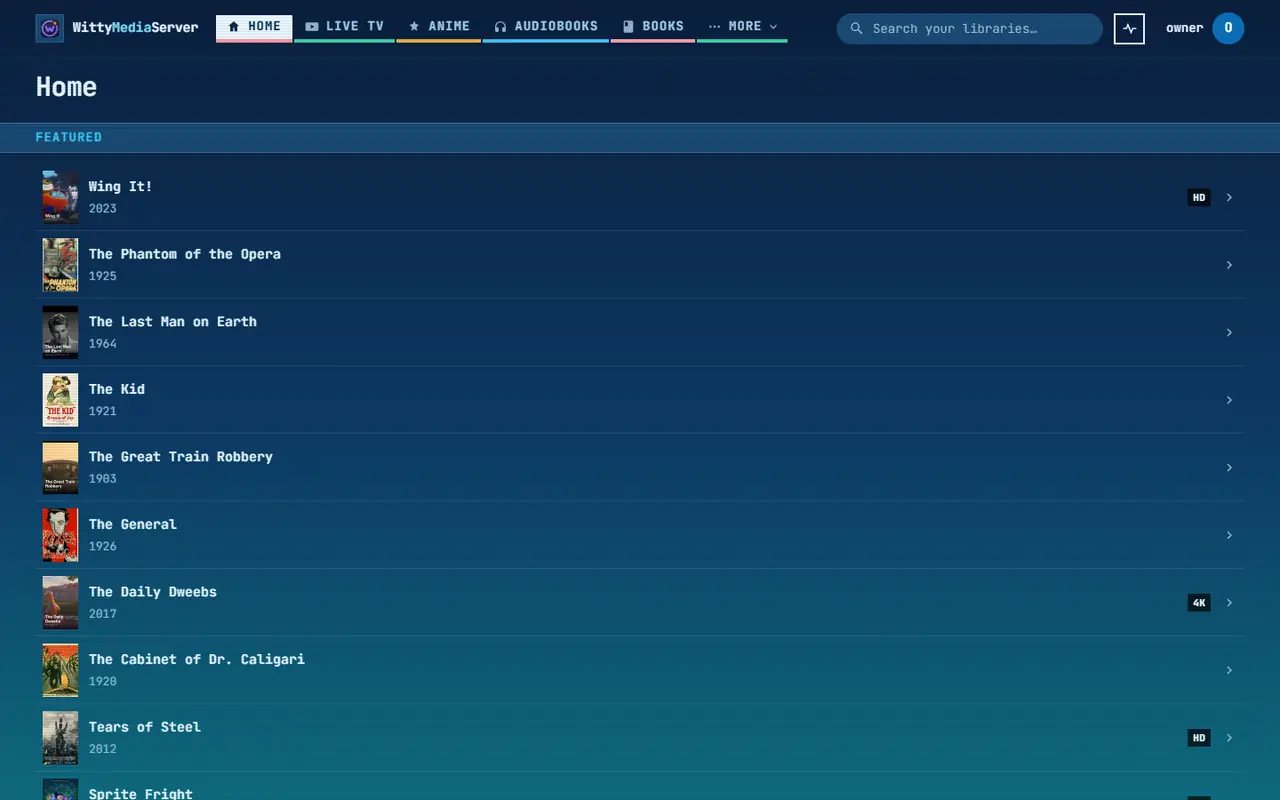 WittyMediaServer
HOME
LIVE TV
ANIME
AUDIOBOOKS
BOOKS
MORE
Search your libraries…
owner
O
Home
FEATURED
Wing It!
2023
HD
The Phantom of the Opera
1925
The Last Man on Earth
1964
The Kid
1921
The Great Train Robbery
1903
The General
1926
The Daily Dweebs
2017
4K
The Cabinet of Dr. Caligari
1920
Tears of Steel
2012
HD
Sprite Fright